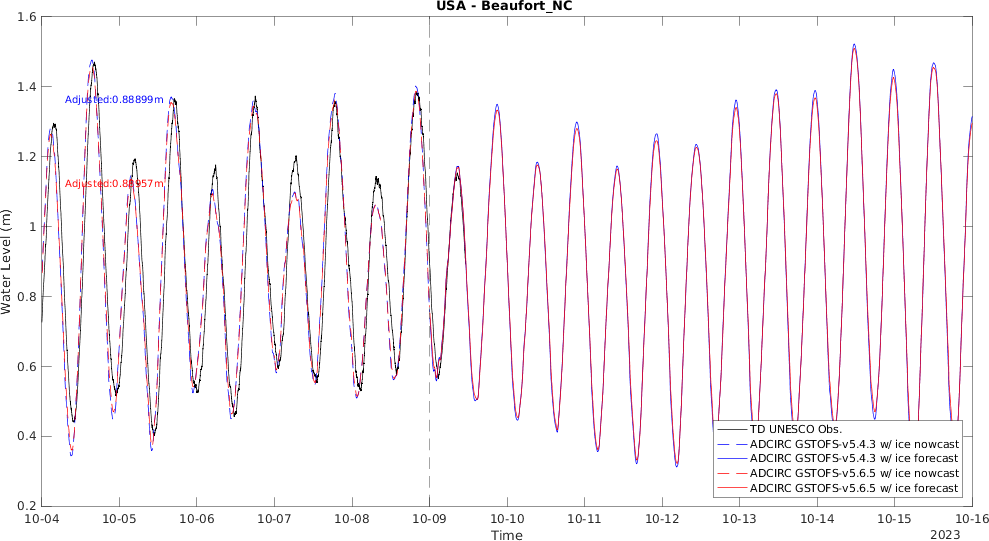 USA - Beaufort_NC
1.6
1.4
1.2
1
0.8
0.6
0.4
0.2
Water Level (m)
Adjusted:0.88899m
Adjusted:0.88957m
TD UNESCO Obs.
ADCIRC GSTOFS-v5.4.3 w/ ice nowcast
ADCIRC GSTOFS-v5.4.3 w/ ice forecast
ADCIRC GSTOFS-v5.6.5 w/ ice nowcast
ADCIRC GSTOFS-v5.6.5 w/ ice forecast
10-04 10-05 10-06 10-07 10-08 10-09 10-10 10-11 10-12 10-13 10-14 10-15 10-16
Time
2023